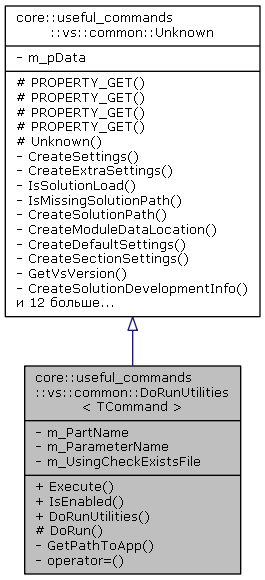 core::useful_commands
::vs::common::Unknown
- m_pData
# PROPERTY_GET()
# PROPERTY_GET()
# PROPERTY_GET()
# PROPERTY_GET()
# Unknown()
- CreateSettings()
- CreateExtraSettings()
- IsSolutionLoad()
- IsMissingSolutionPath()
- CreateSolutionPath()
- CreateModuleDataLocation()
- CreateDefaultSettings()
- CreateSectionSettings()
- GetVsVersion()
- CreateSolutionDevelopmentInfo()
и 12 больше...
core::useful_commands
::vs::common::DoRunUtilities
< TCommand >
- m_PartName
- m_ParameterName
- m_UsingCheckExistsFile
+ Execute()
+ IsEnabled()
+ DoRunUtilities()
# DoRun()
- GetPathToApp()
- operator=()